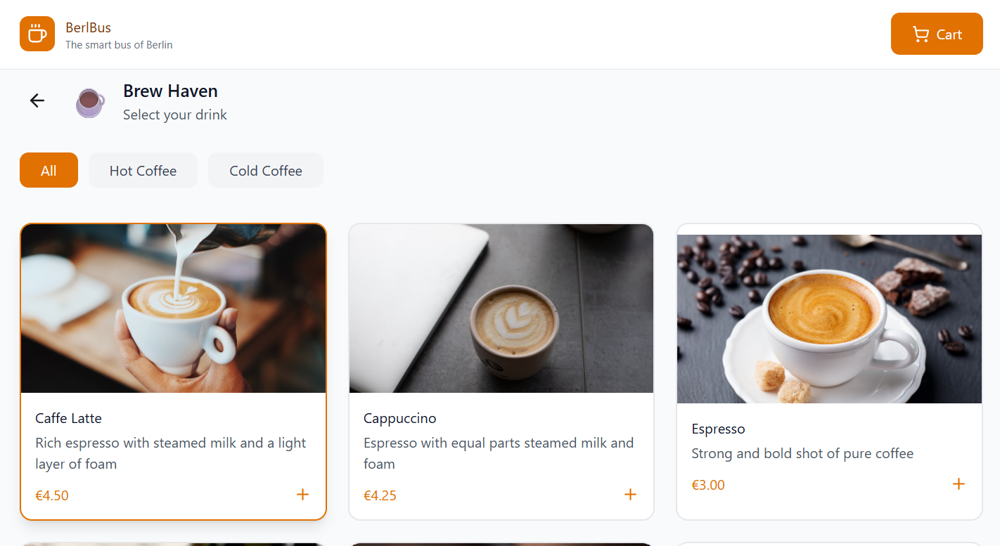 BerlBus
The smart bus of Berlin
Cart
Brew Haven
Select your drink
All
Hot Coffee
Cold Coffee
Caffe Latte
Rich espresso with steamed milk and a light
layer of foam
€4.50
Cappuccino
Espresso with equal parts steamed milk and
foam
€4.25
Espresso
Strong and bold shot of pure coffee
€3.00